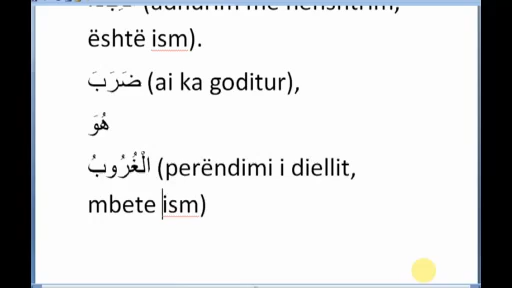 është ism).
ضَرَبَ (ai ka goditur),
هُوَ
الْغُرُوبُ (perëndimi i diellit,
mbete ism)